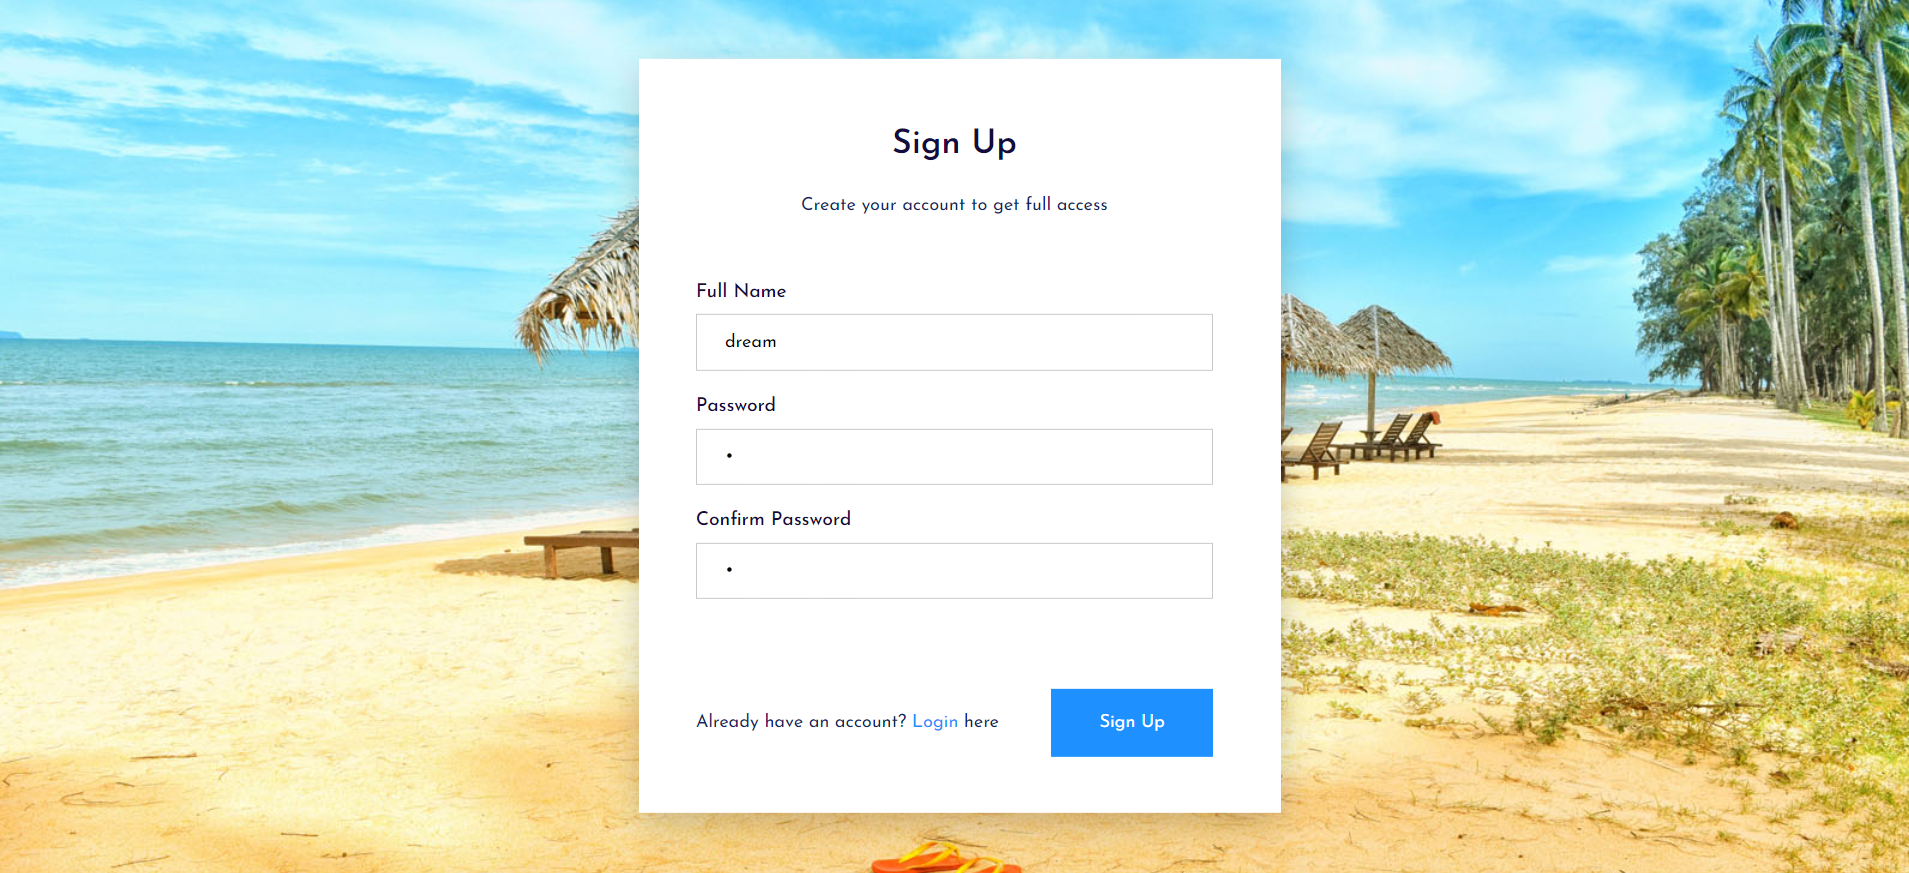 Sign Up
Create your account to get full access
Full Name
dream
Password
•
Confirm Password
•
Already have an account? Login here
Sign Up